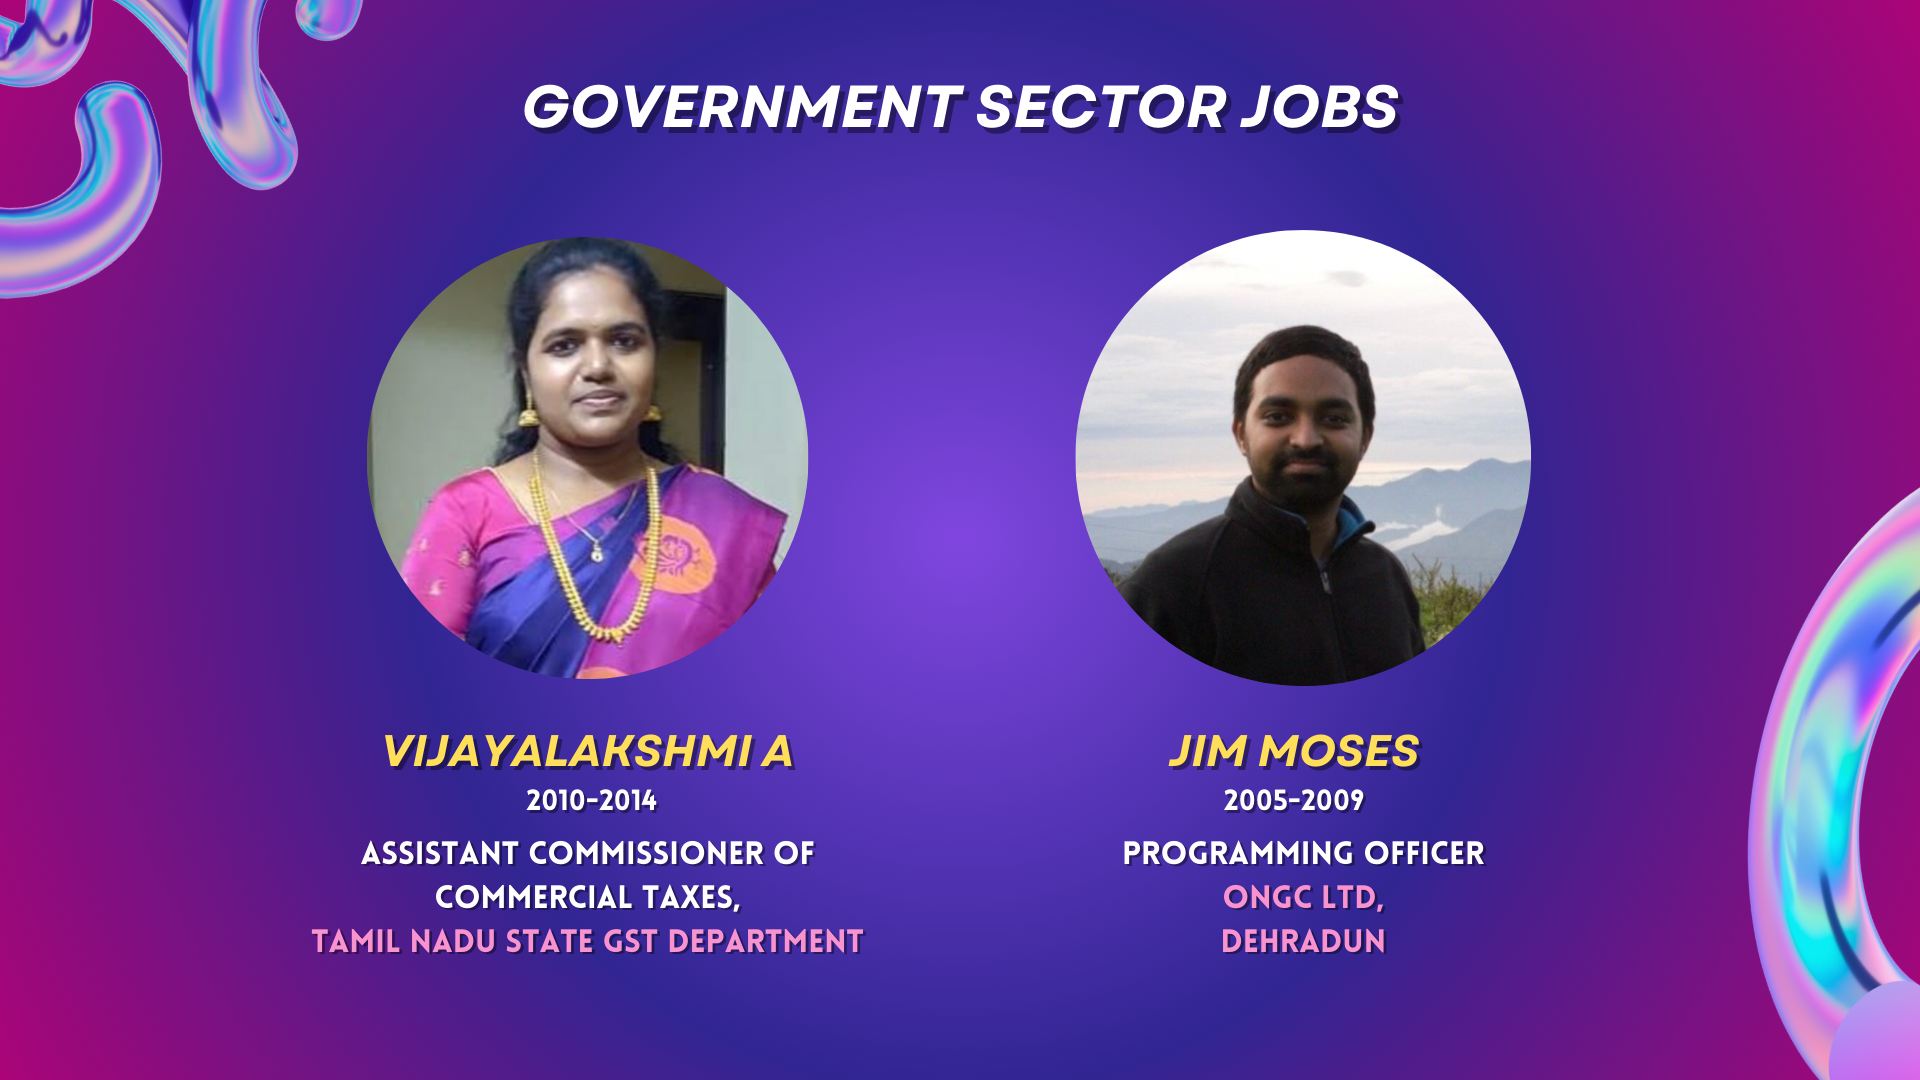 GOVERNMENT SECTOR JOBS
VIJAYALAKSHMI A
2010-2014
ASSISTANT COMMISSIONER OF
COMMERCIAL TAXES,
TAMIL NADU STATE GST DEPARTMENT
JIM MOSES
2005-2009
PROGRAMMING OFFICER
ONGC LTD,
DEHRADUN